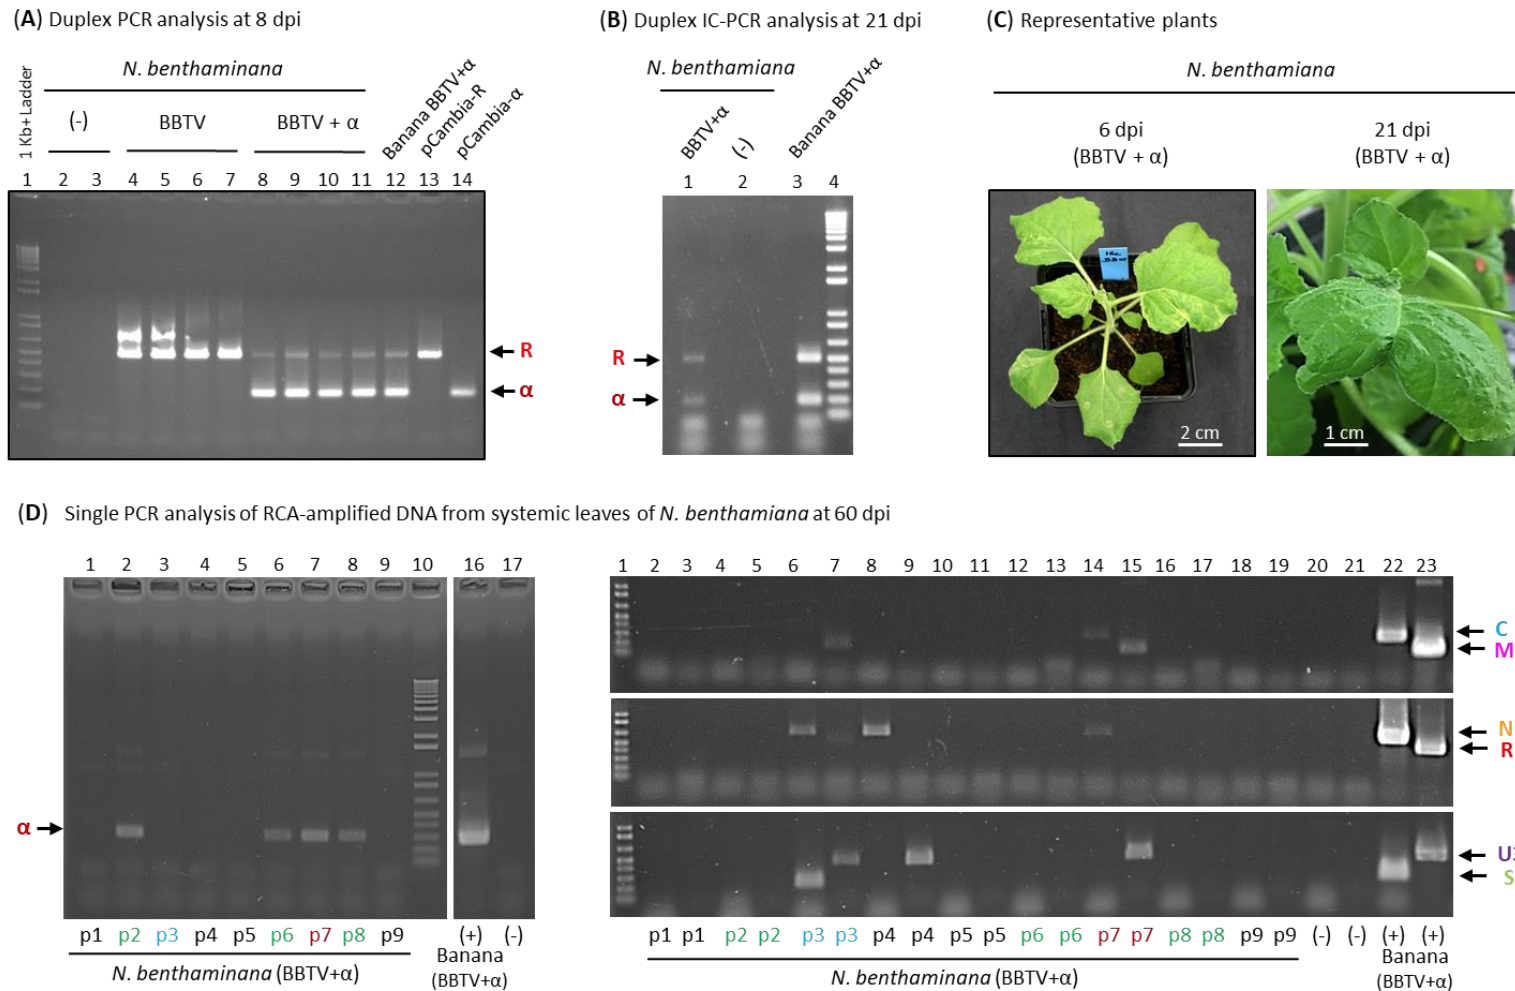 (A) Duplex PCR analysis at 8 dpi
N. benthaminana
1 Kb+ Ladder
(-) BBTV BBTV + α
Banana BBTV+α
pCambia-R
pCambia-α
1 2 3 4 5 6 7 8 9 10 11 12 13 14
R
α
(B) Duplex IC-PCR analysis at 21 dpi
N. benthamiana
BBTV+α
(-)
Banana BBTV+α
1 2 3 4
R
α
(C) Representative plants
N. benthamiana
6 dpi
(BBTV + α)
21 dpi
(BBTV + α)
2 cm
1 cm
(D) Single PCR analysis of RCA-amplified DNA from systemic leaves of N. benthamiana at 60 dpi
1 2 3 4 5 6 7 8 9 10 16 17
α
p1 p2 p3 p4 p5 p6 p7 p8 p9 (+) (-)
N. benthaminana (BBTV+α)
Banana
(BBTV+α)
1 2 3 4 5 6 7 8 9 10 11 12 13 14 15 16 17 18 19 20 21 22 23
C
M
N
R
U3
S
p1 p1 p2 p2 p3 p3 p4 p4 p5 p5 p6 p6 p7 p7 p8 p8 p9 p9 (-) (-) (+) (+)
N. benthaminana (BBTV+α)
Banana
(BBTV+α)